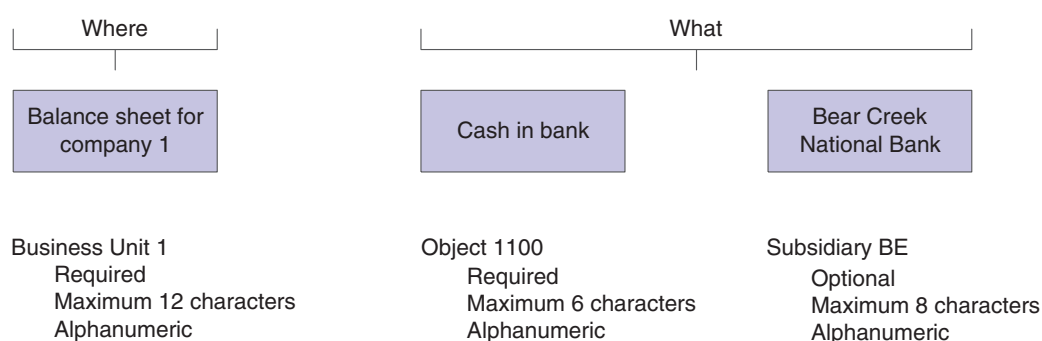 Where
What
Balance sheet for
company 1
Cash in bank
Bear Creek
National Bank
Business Unit 1
Required
Maximum 12 characters
Alphanumeric
Object 1100
Required
Maximum 6 characters
Alphanumeric
Subsidiary BE
Optional
Maximum 8 characters
Alphanumeric